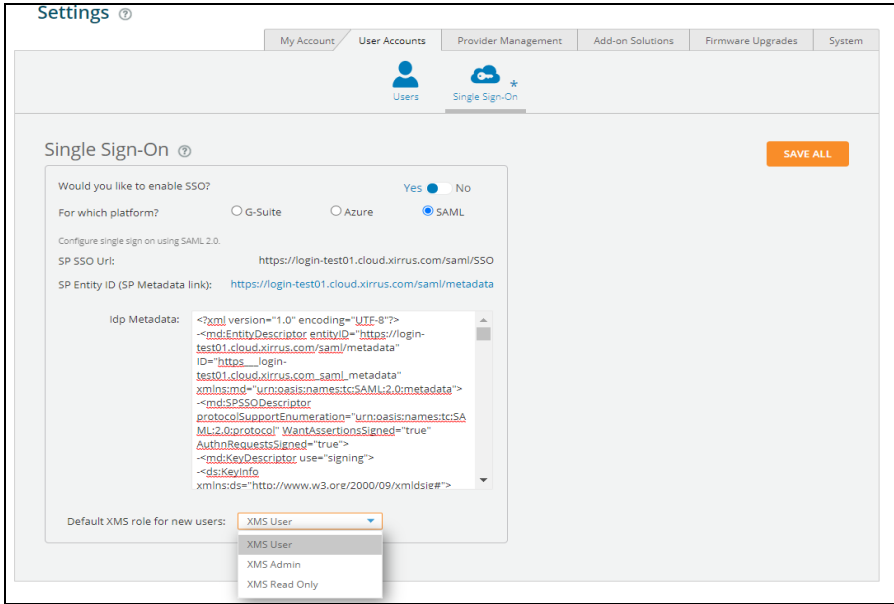 Settings ?
My Account User Accounts Provider Management Add-on Solutions Firmware Upgrades System
Users Single Sign-On *
Single Sign-On ?
SAVE ALL
Would you like to enable SSO? Yes No
For which platform? G-Suite Azure SAML
Configure single sign on using SAML 2.0.
SP SSO Url: https://login-test01.cloud.xirrus.com/saml/SSO
SP Entity ID (SP Metadata link): https://login-test01.cloud.xirrus.com/saml/metadata
Idp Metadata: <?xml version="1.0" encoding="UTF-8"?>
-<md:EntityDescriptor entityID="https://login-
test01.cloud.xirrus.com/saml/metadata"
ID="https___login-
test01.cloud.xirrus.com_saml_metadata"
xmlns:md="urn:oasis:names:tc:SAML:2.0:metadata">
-<md:SPSSODescriptor
protocolSupportEnumeration="urn:oasis:names:tc:SA
ML:2.0:protocol" WantAssertionsSigned="true"
AuthnRequestsSigned="true">
-<md:KeyDescriptor use="signing">
-<ds:KeyInfo
xmlns:ds="http://www.w3.org/2000/09/xmldsig#">
Default XMS role for new users: XMS User
XMS User
XMS Admin
XMS Read Only